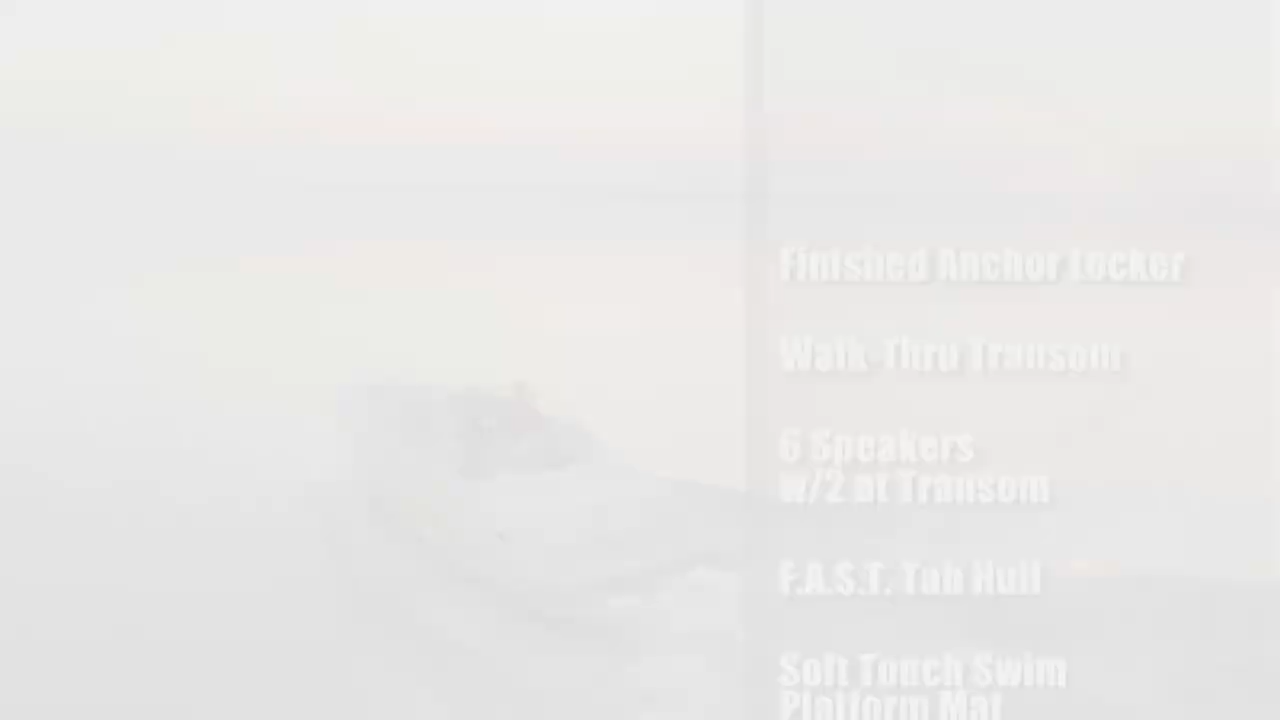 Finished Anchor Locker
Walk-Thru Transom
6 Speakers
w/2 at Transom
F.A.S.T. Tab Hull
Soft Touch Swim
Platform Mat